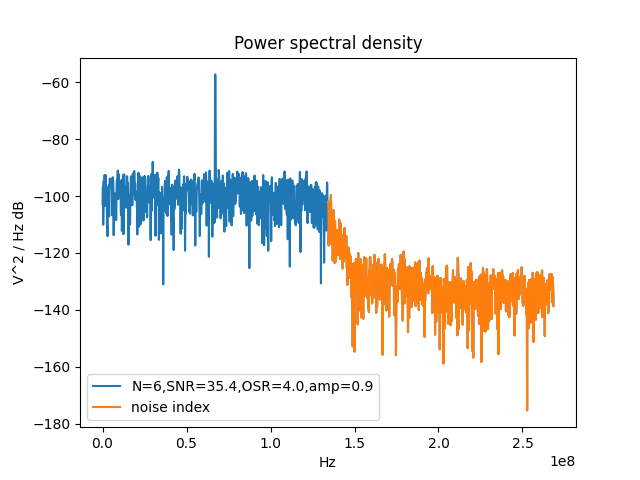 Power spectral density
V^2 / Hz dB
−60
−80
−100
−120
−140
−160
−180
N=6,SNR=35.4,OSR=4.0,amp=0.9
noise index
0.0 0.5 1.0 1.5 2.0 2.5
1e8
Hz